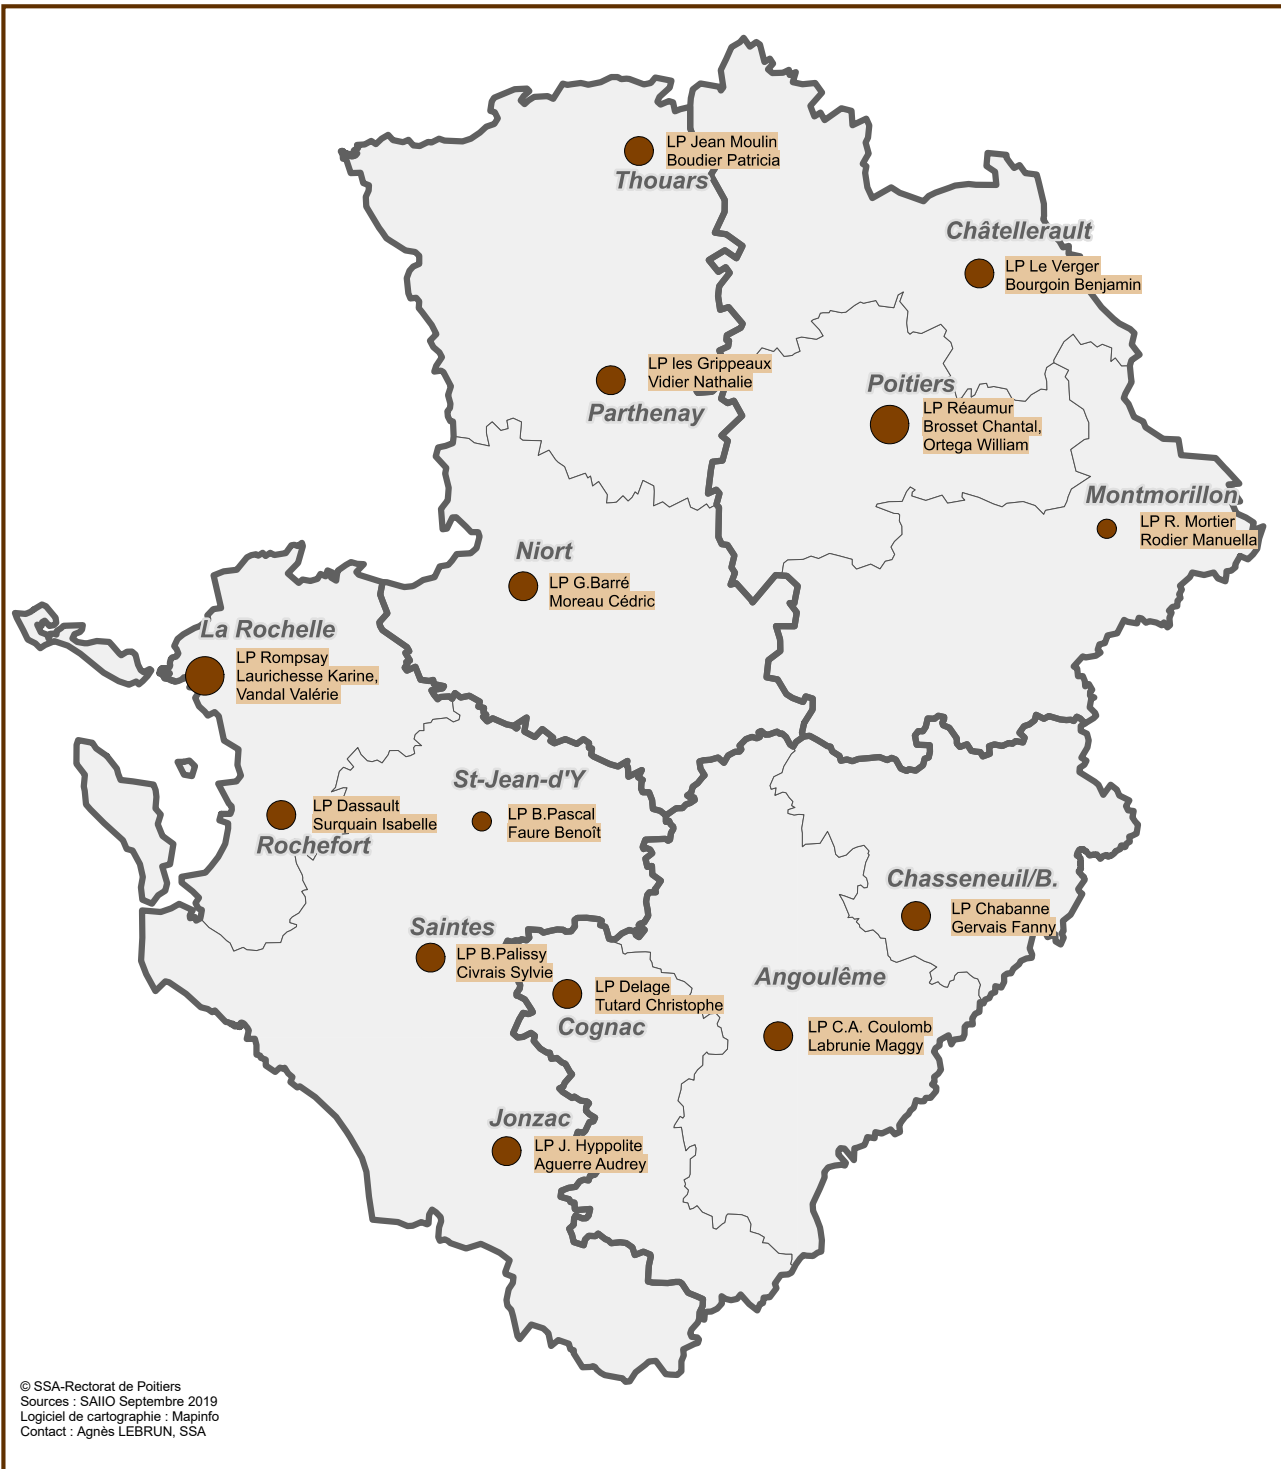 LP Jean Moulin
Boudier Patricia
Thouars
Châtellerault
LP Le Verger
Bourgoin Benjamin
LP les Grippeaux
Vidier Nathalie
Parthenay
Poitiers
LP Réaumur
Brosset Chantal,
Ortega William
Montmorillon
LP R. Mortier
Rodier Manuella
Niort
LP G.Barré
Moreau Cédric
La Rochelle
LP Rompsay
Laurichesse Karine,
Vandal Valérie
St-Jean-d'Y
LP B.Pascal
Faure Benoît
LP Dassault
Surquain Isabelle
Rochefort
Chasseneuil/B.
LP Chabanne
Gervais Fanny
Saintes
LP B.Palissy
Civrais Sylvie
LP Delage
Tutard Christophe
Cognac
Angoulême
LP C.A. Coulomb
Labrunie Maggy
Jonzac
LP J. Hyppolite
Aguerre Audrey
© SSA-Rectorat de Poitiers
Sources : SAIIO Septembre 2019
Logiciel de cartographie : Mapinfo
Contact : Agnès LEBRUN, SSA